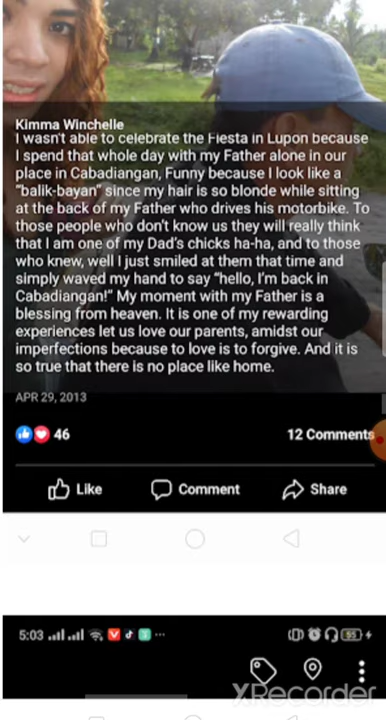 Kimma Winchelle
I wasn't able to celebrate the Fiesta in Lupon because
I spend that whole day with my Father alone in our
place in Cabadiangan, Funny because I look like a
"balik-bayan" since my hair is so blonde while sitting
at the back of my Father who drives his motorbike. To
those people who don't know us they will really think
that I am one of my Dad's chicks ha-ha, and to those
who knew, well I just smiled at them that time and
simply waved my hand to say "hello, I'm back in
Cabadiangan!" My moment with my Father is a
blessing from heaven. It is one of my rewarding
experiences let us love our parents, amidst our
imperfections because to love is to forgive. And it is
so true that there is no place like home.
APR 29, 2013
46
12 Comments
Like
Comment
Share
5:03
55
XRecorder